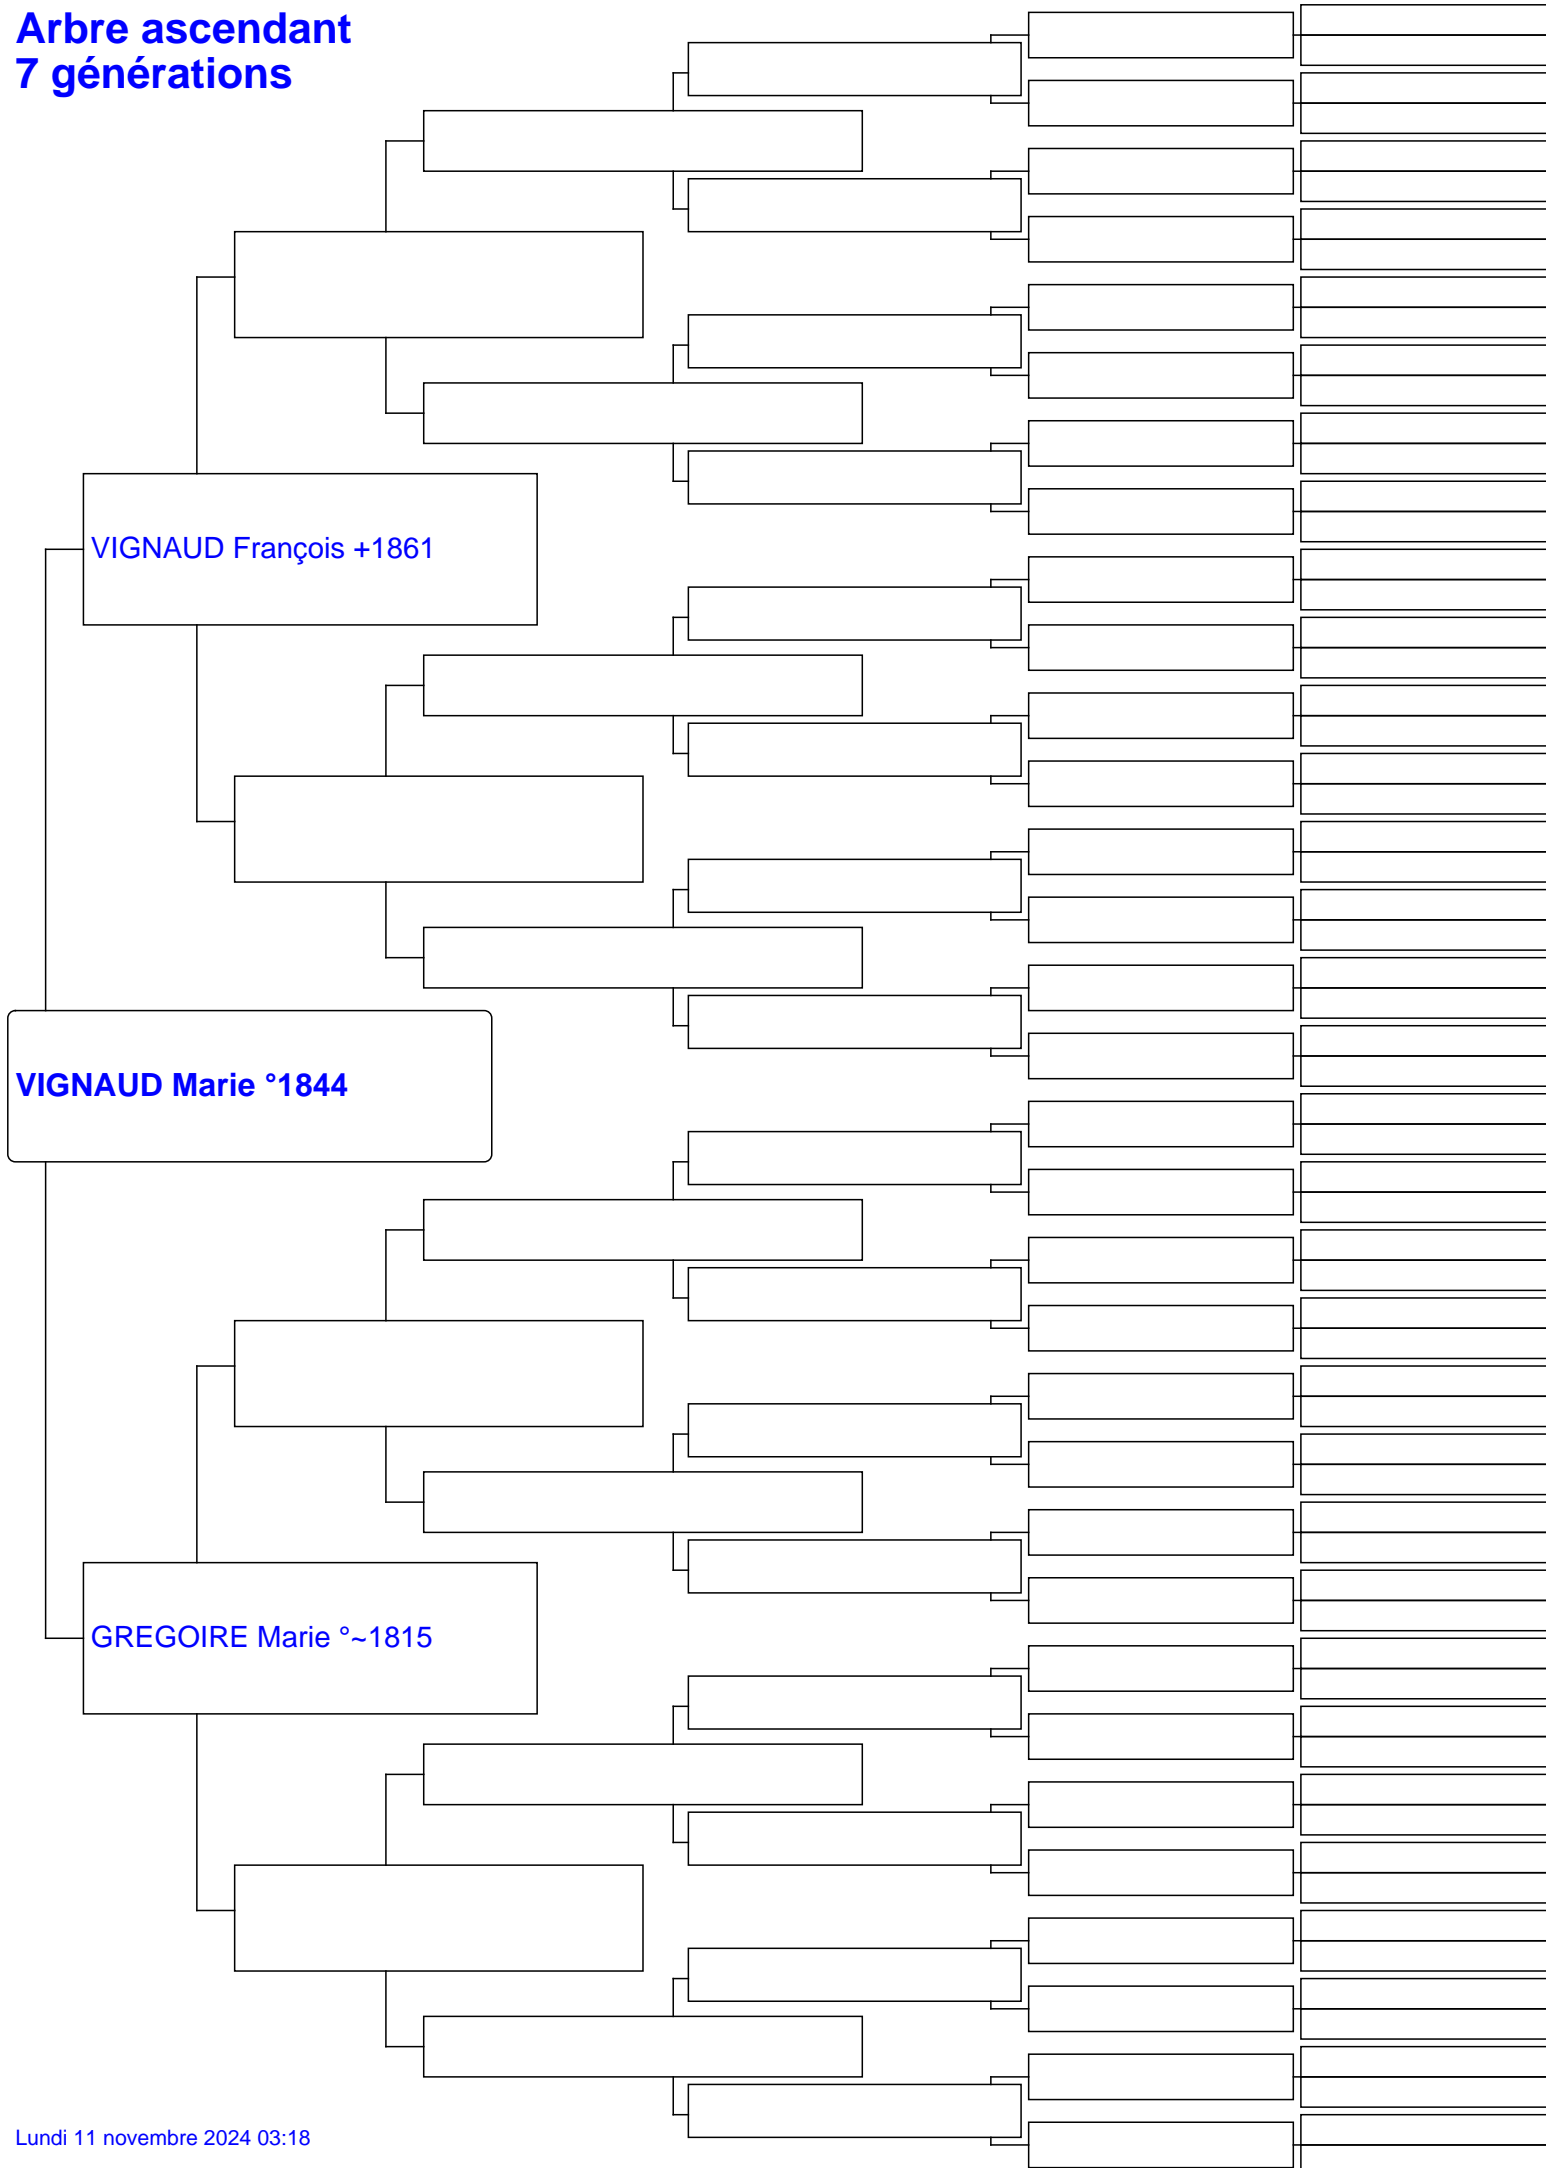 Arbre ascendant
7 générations
VIGNAUD François +1861
VIGNAUD Marie °1844
GREGOIRE Marie °~1815
Lundi 11 novembre 2024 03:18